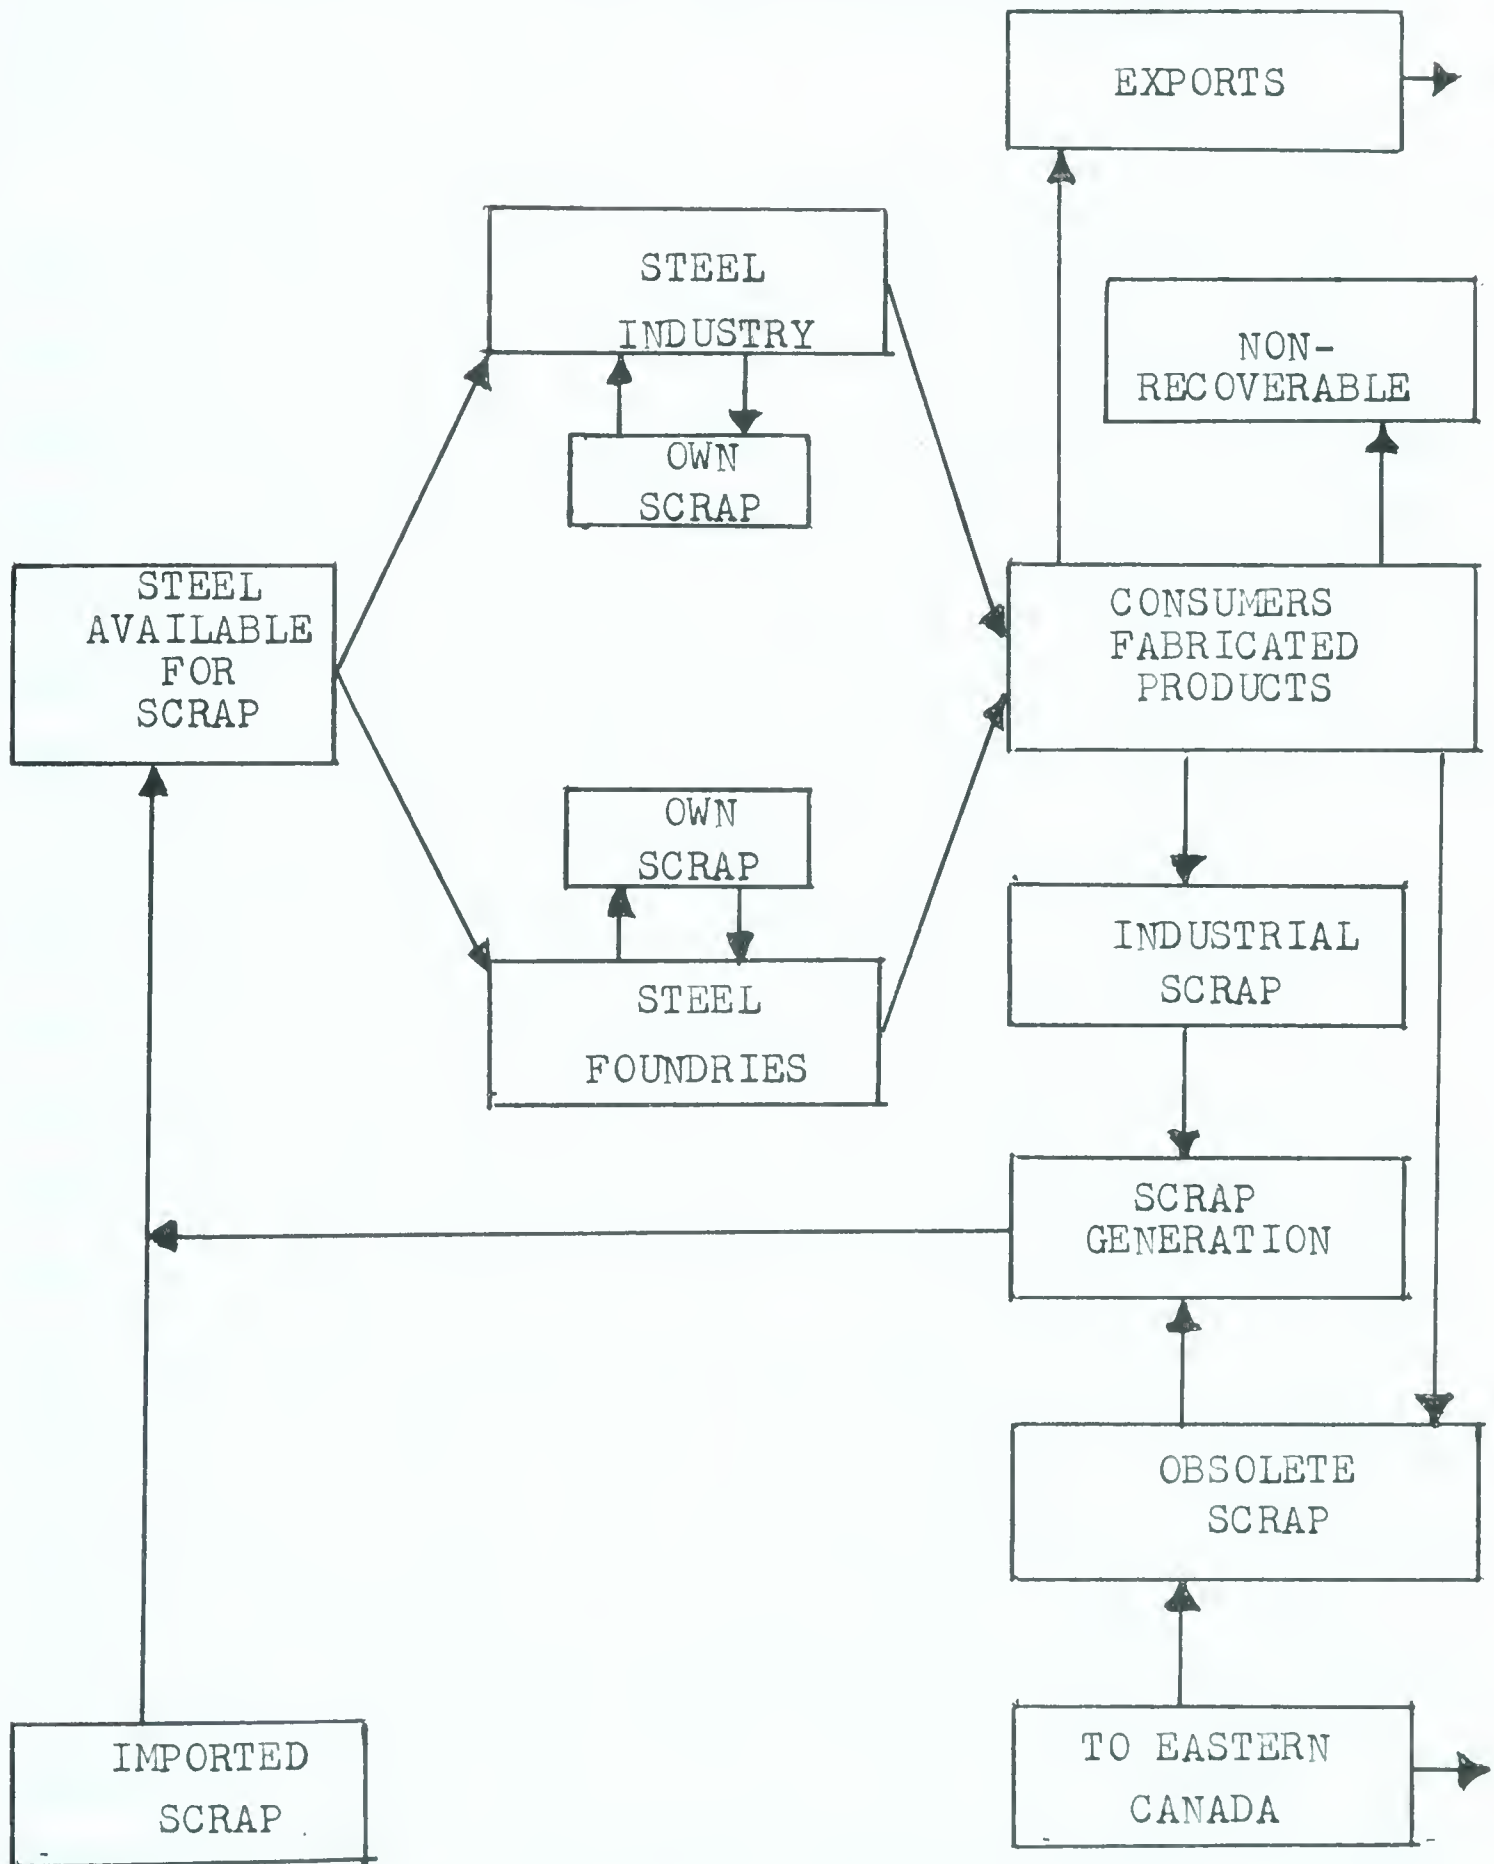 EXPORTS
STEEL
INDUSTRY
NON-
RECOVERABLE
OWN
SCRAP
STEEL
AVAILABLE
FOR
SCRAP
CONSUMERS
FABRICATED
PRODUCTS
OWN
SCRAP
INDUSTRIAL
SCRAP
STEEL
FOUNDRIES
SCRAP
GENERATION
OBSOLETE
SCRAP
IMPORTED
SCRAP
TO EASTERN
CANADA